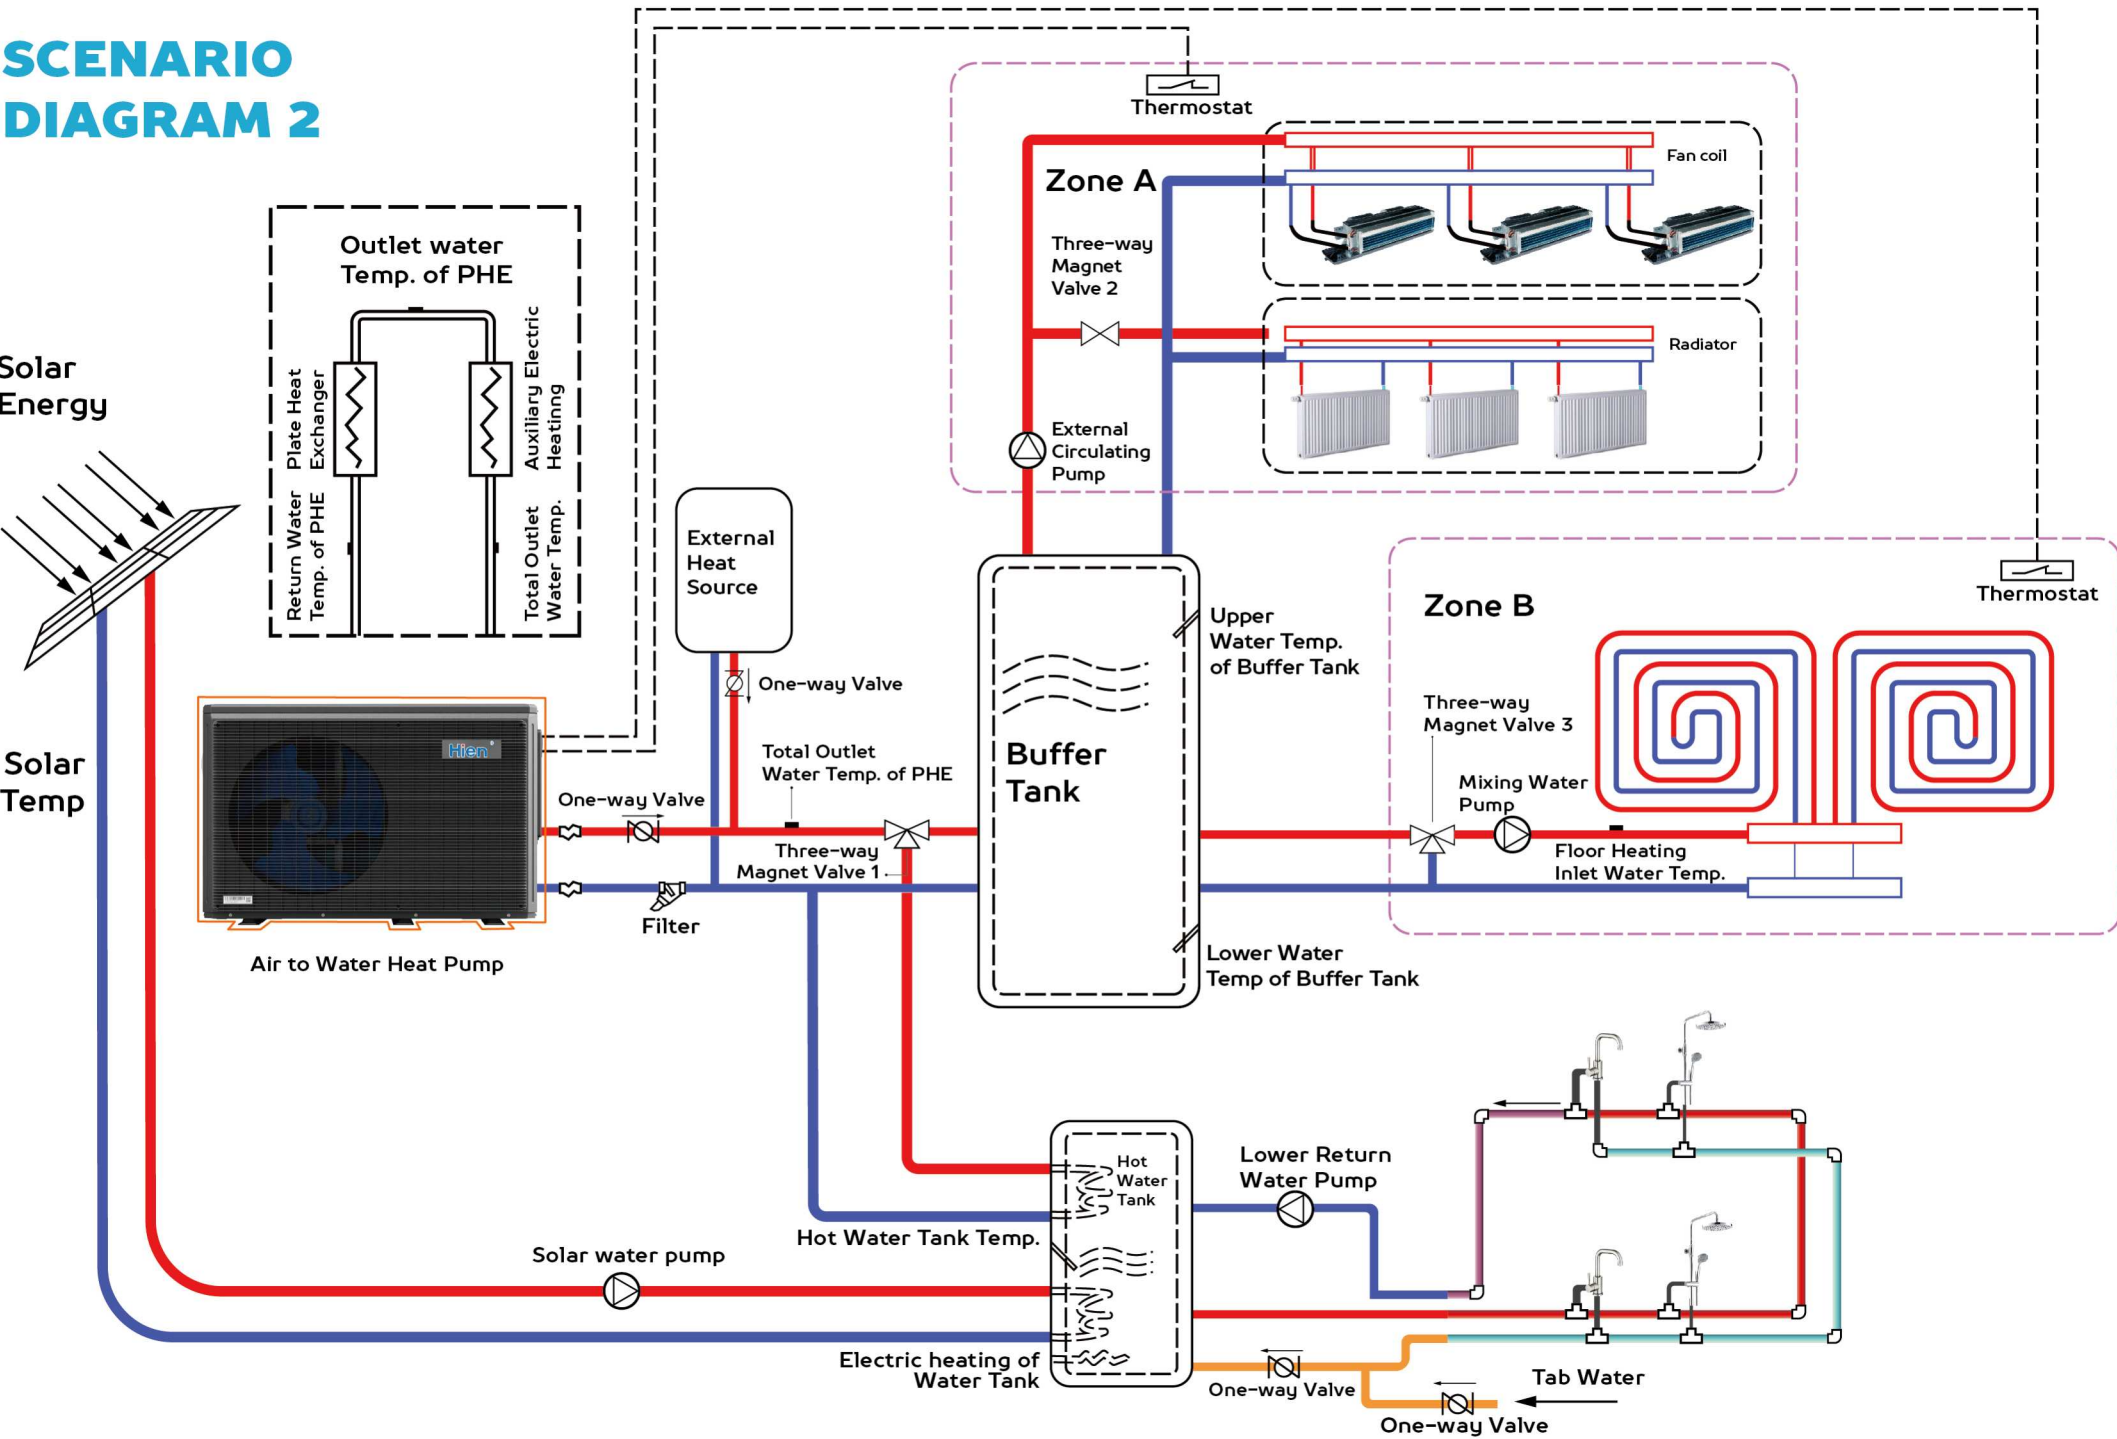 SCENARIO
DIAGRAM 2
Thermostat
Fan coil
Zone A
Three-way
Magnet
Valve 2
Radiator
External
Circulating
Pump
Outlet water
Temp. of PHE
Plate Heat
Exchanger
Auxiliary Electric
Heatinng
Return Water
Temp. of PHE
Total Outlet
Water Temp.
Solar
Energy
External
Heat
Source
Thermostat
Zone B
Upper
Water Temp.
of Buffer Tank
One-way Valve
Three-way
Magnet Valve 3
Hien
Total Outlet
Water Temp. of PHE
Buffer
Tank
Solar
Temp
One-way Valve
Mixing Water
Pump
Three-way
Magnet Valve 1
Floor Heating
Inlet Water Temp.
Filter
Air to Water Heat Pump
Lower Water
Temp of Buffer Tank
Hot
Water
Tank
Lower Return
Water Pump
Hot Water Tank Temp.
Solar water pump
Electric heating of
Water Tank
One-way Valve
Tab Water
One-way Valve